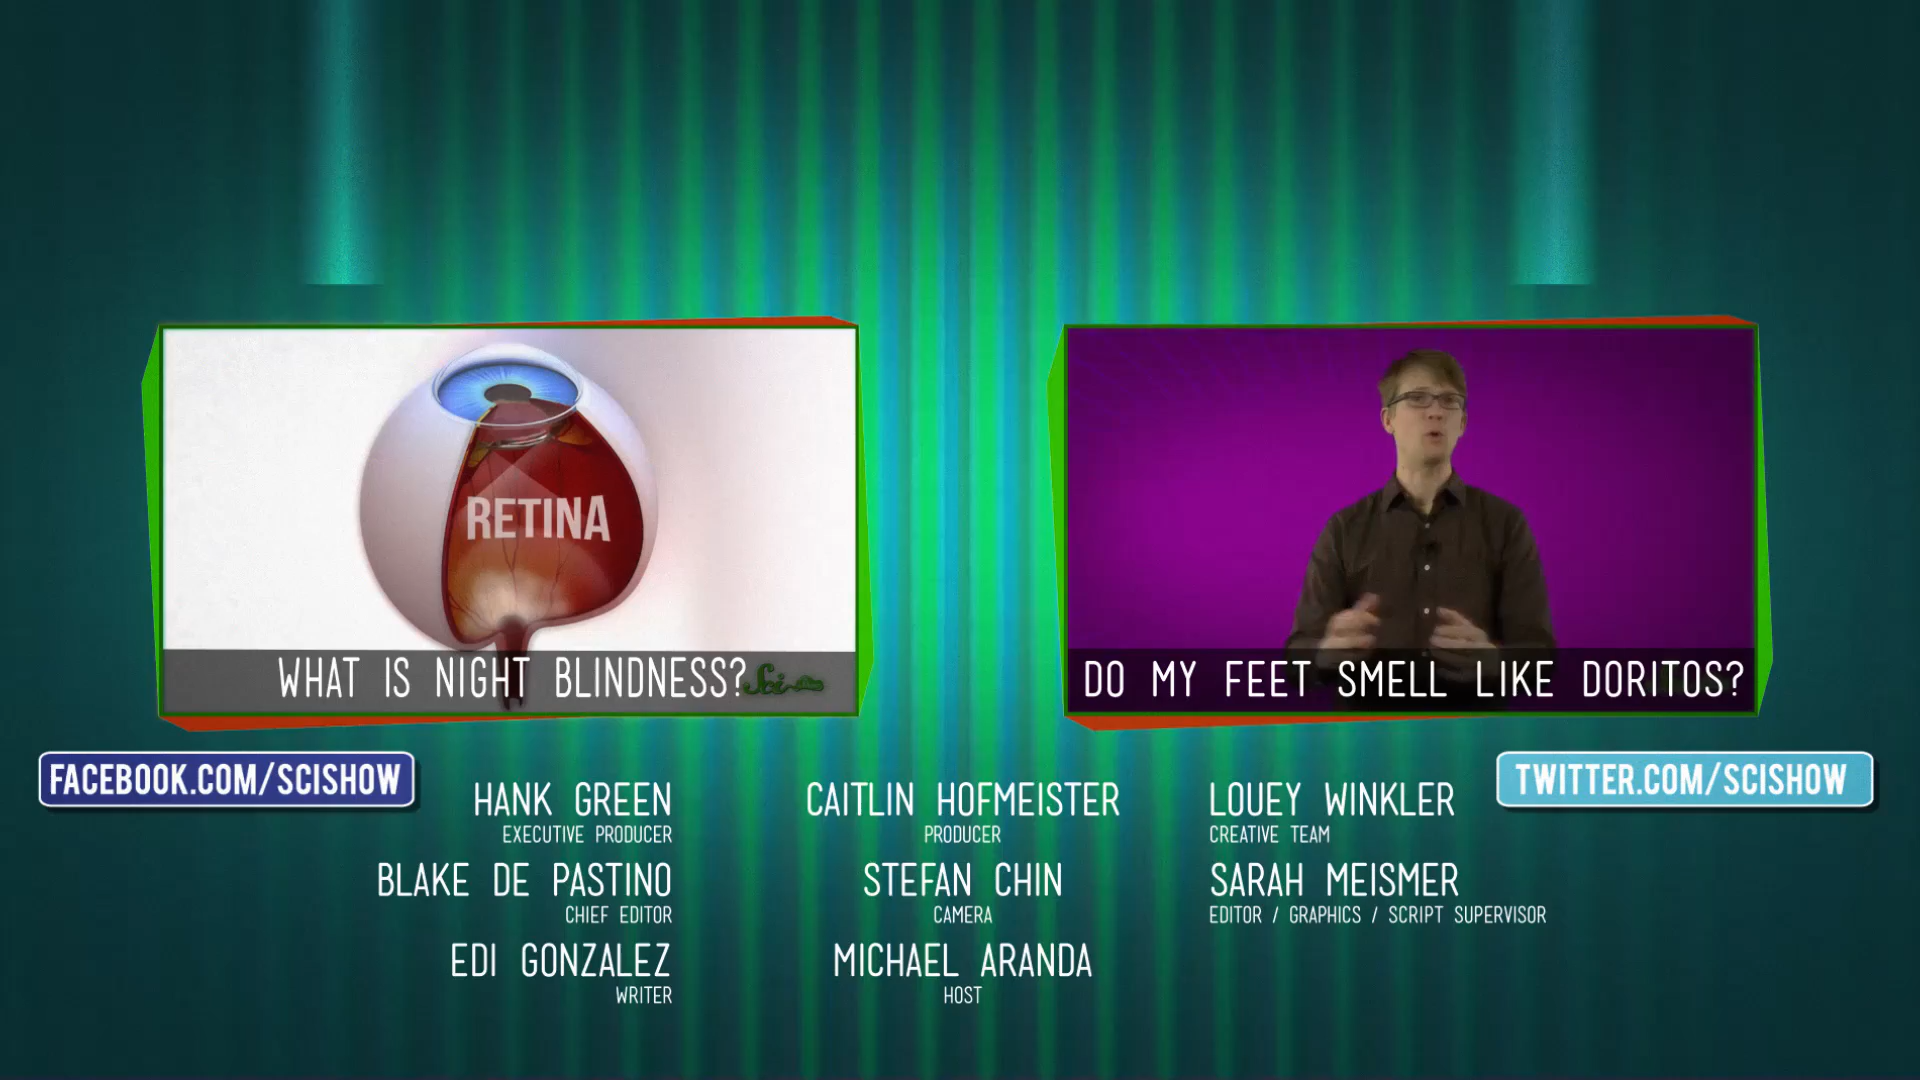 RETINA
WHAT IS NIGHT BLINDNESS?
Sci
DO MY FEET SMELL LIKE DORITOS?
FACEBOOK.COM/SCISHOW
TWITTER.COM/SCISHOW
HANK GREEN
EXECUTIVE PRODUCER
BLAKE DE PASTINO
CHIEF EDITOR
EDI GONZALEZ
WRITER
CAITLIN HOFMEISTER
PRODUCER
STEFAN CHIN
CAMERA
MICHAEL ARANDA
HOST
LOUEY WINKLER
CREATIVE TEAM
SARAH MEISMER
EDITOR / GRAPHICS / SCRIPT SUPERVISOR